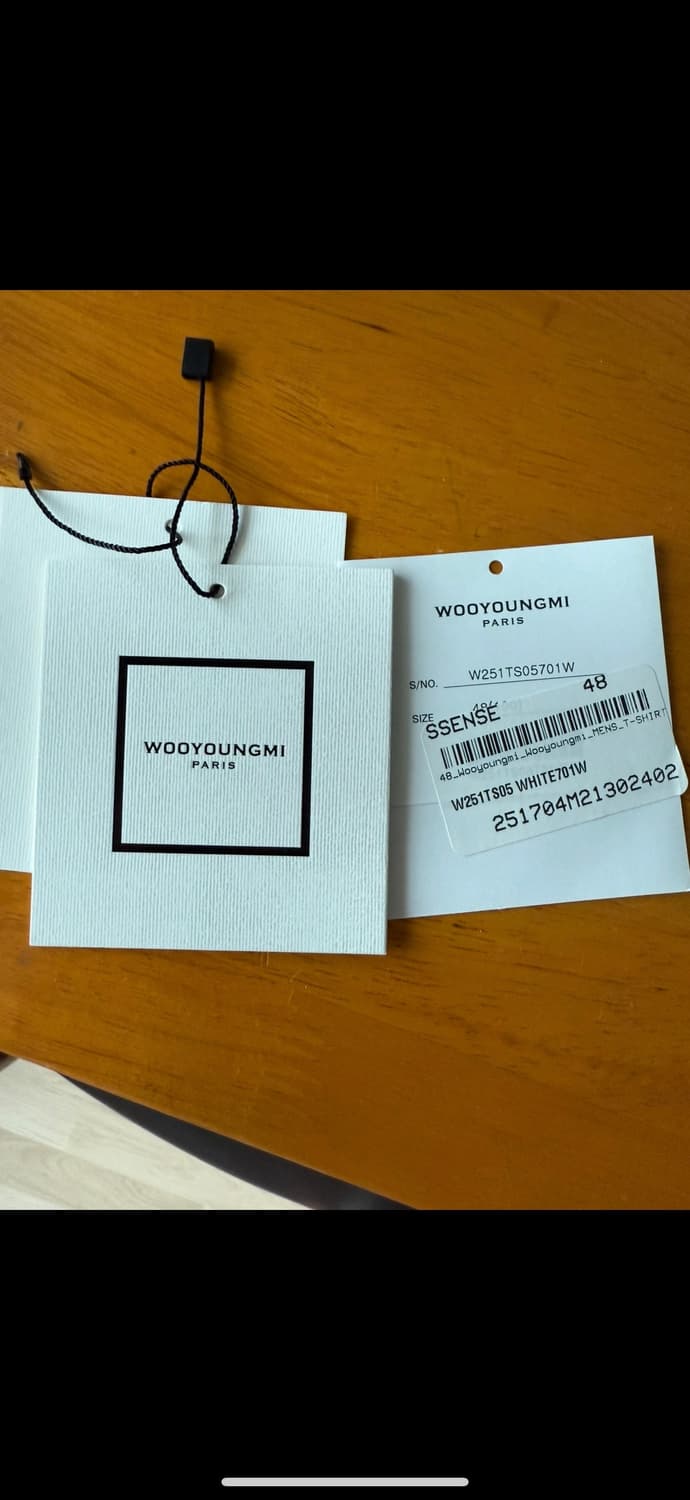 WOOYOUNGMI
PARIS
WOOYOUNGMI
PARIS
S/NO. W251TS05701W
SIZE
SSENSE 48
48_Wooyoungmi_Wooyoungmi_MENS_T-SHIRT
W251TS05 WHITE701W
251704M21302402